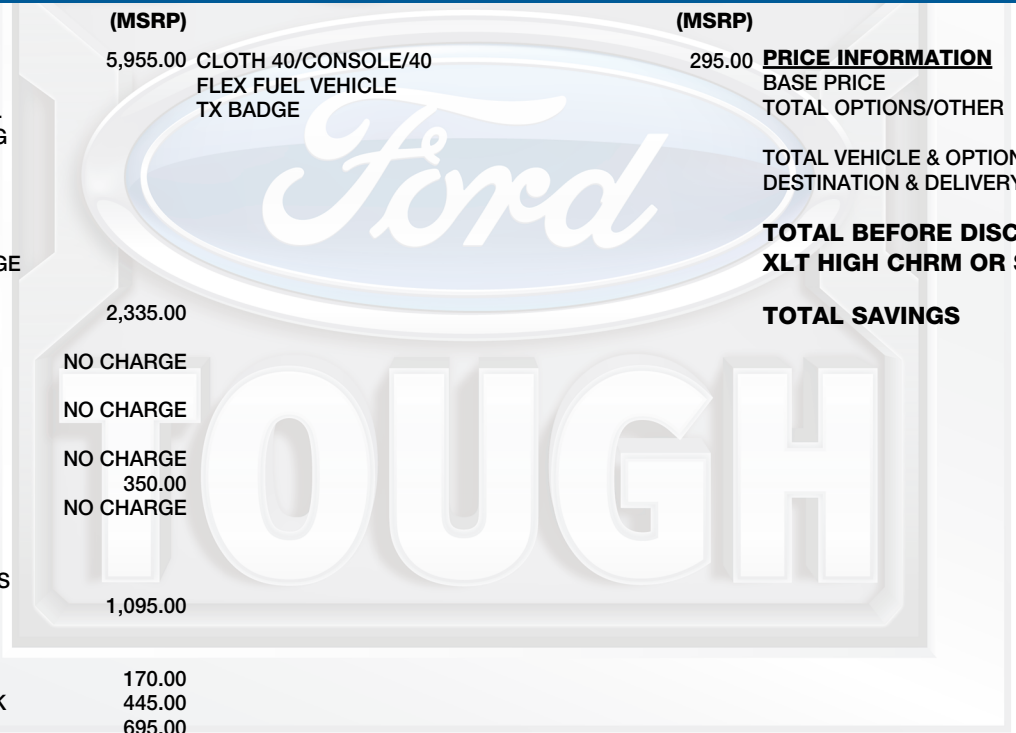 (MSRP)
5,955.00
G
GE
2,335.00
NO CHARGE
NO CHARGE
NO CHARGE
350.00
NO CHARGE
S
1,095.00
170.00
K 445.00
695.00
(MSRP)
CLOTH 40/CONSOLE/40 295.00
FLEX FUEL VEHICLE
TX BADGE
PRICE INFORMATION
BASE PRICE
TOTAL OPTIONS/OTHER
TOTAL VEHICLE & OPTION
DESTINATION & DELIVERY
TOTAL BEFORE DISC
XLT HIGH CHRM OR
TOTAL SAVINGS
Ford
TOUGH